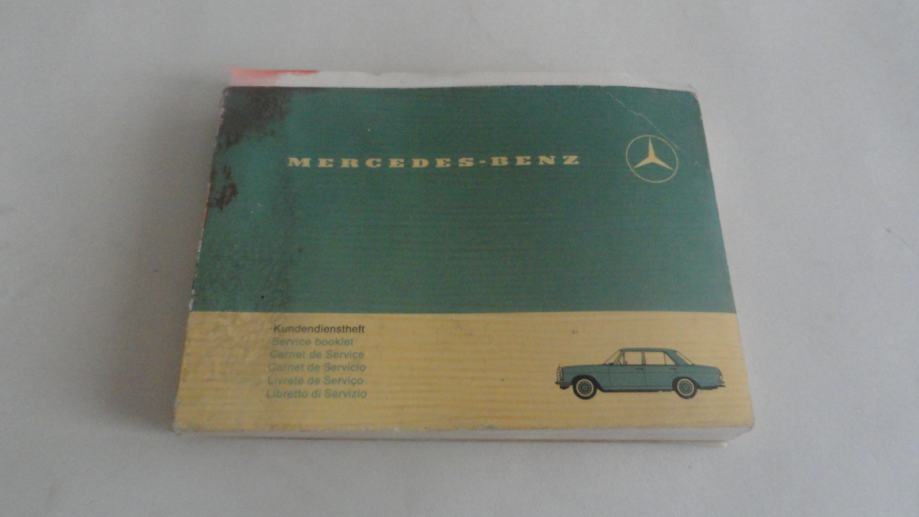 MERCEDES-BENZ
Kundendienstheft
Service booklet
Carnet de Service
Carnet de Servicio
Livrete de Serviço
Libretto di Servizio